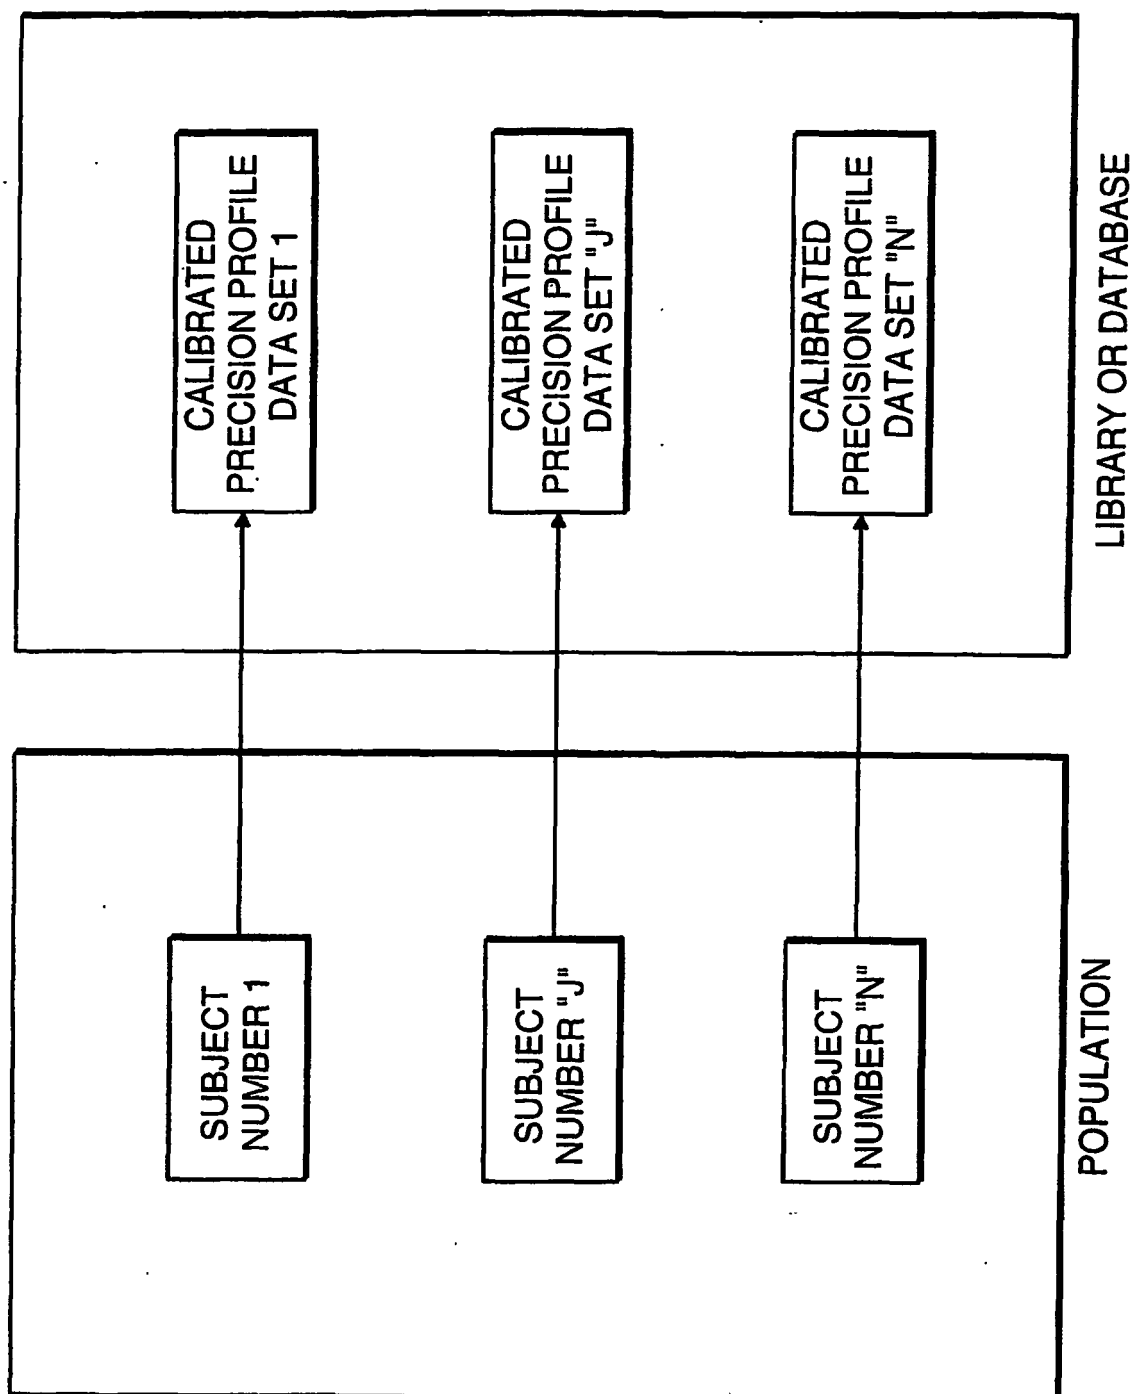 SUBJECT
NUMBER 1
SUBJECT
NUMBER "J"
SUBJECT
NUMBER "N"
POPULATION
CALIBRATED
PRECISION PROFILE
DATA SET 1
CALIBRATED
PRECISION PROFILE
DATA SET "J"
CALIBRATED
PRECISION PROFILE
DATA SET "N"
LIBRARY OR DATABASE